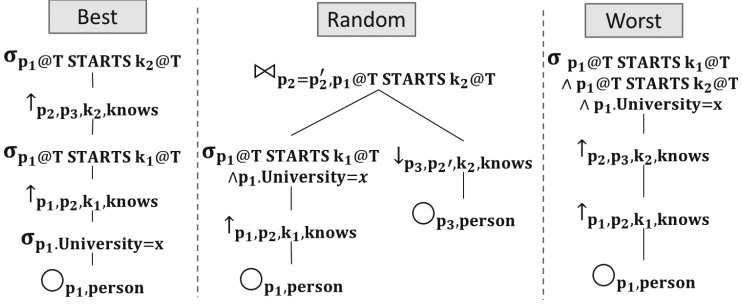 Best
σp₁@T STARTS k₂@T
↑p₂,p₃,k₂,knows
σp₁@T STARTS k₁@T
↑p₁,p₂,k₁,knows
σp₁.University=x
○p₁,person
Random
⋈p₂=p₂′,p₁@T STARTS k₂@T
σp₁@T STARTS k₁@T
∧p₁.University=x
↑p₁,p₂,k₁,knows
○p₁,person
↓p₃,p₂′,k₂,knows
○p₃,person
Worst
σ p₁@T STARTS k₁@T
∧ p₁@T STARTS k₂@T
∧ p₁.University=x
↑p₂,p₃,k₂,knows
↑p₁,p₂,k₁,knows
○p₁,person